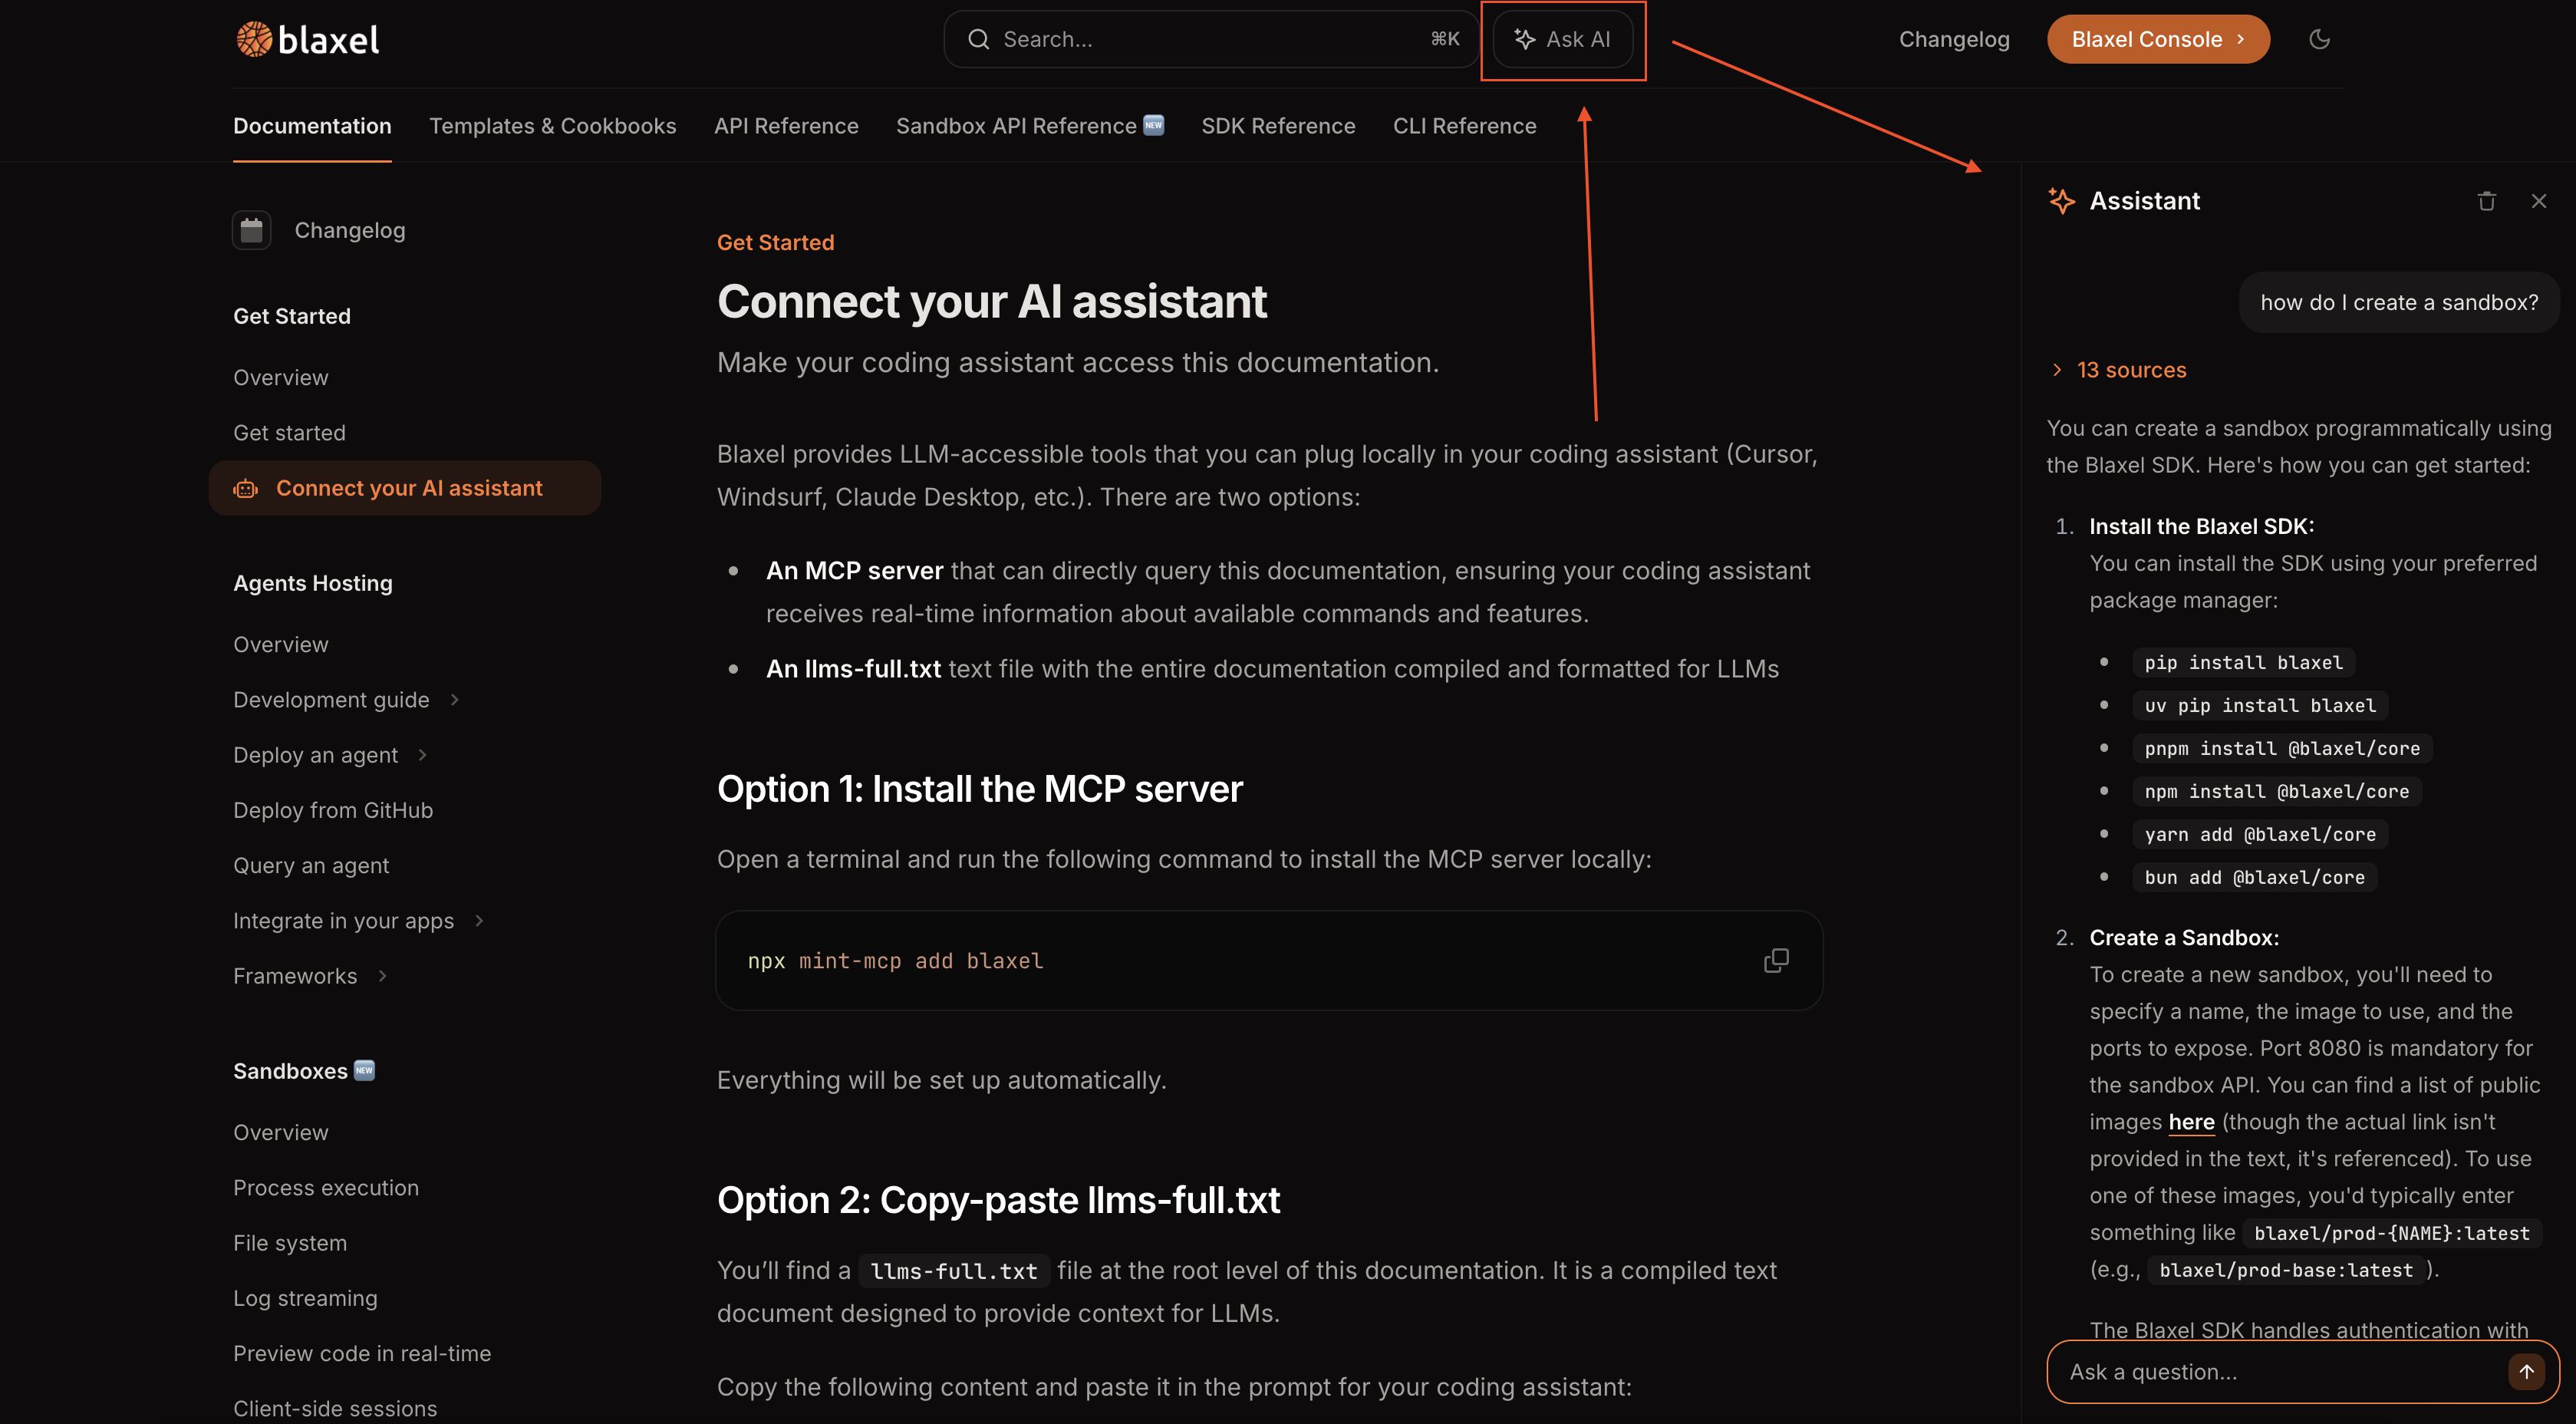 blaxel
Search...
⌘K
Ask AI
Changelog
Blaxel Console
Documentation
Templates & Cookbooks
API Reference
Sandbox API Reference NEW
SDK Reference
CLI Reference
Changelog
Get Started
Overview
Get started
Connect your AI assistant
Agents Hosting
Overview
Development guide
Deploy an agent
Deploy from GitHub
Query an agent
Integrate in your apps
Frameworks
Sandboxes NEW
Overview
Process execution
File system
Log streaming
Preview code in real-time
Client-side sessions
Get Started
Connect your AI assistant
Make your coding assistant access this documentation.
Blaxel provides LLM-accessible tools that you can plug locally in your coding assistant (Cursor,
Windsurf, Claude Desktop, etc.). There are two options:
• An MCP server that can directly query this documentation, ensuring your coding assistant
receives real-time information about available commands and features.
• An llms-full.txt text file with the entire documentation compiled and formatted for LLMs
Option 1: Install the MCP server
Open a terminal and run the following command to install the MCP server locally:
npx mint-mcp add blaxel
Everything will be set up automatically.
Option 2: Copy-paste llms-full.txt
You’ll find a llms-full.txt file at the root level of this documentation. It is a compiled text
document designed to provide context for LLMs.
Copy the following content and paste it in the prompt for your coding assistant:
Assistant
how do I create a sandbox?
13 sources
You can create a sandbox programmatically using
the Blaxel SDK. Here's how you can get started:
1. Install the Blaxel SDK:
You can install the SDK using your preferred
package manager:
• pip install blaxel
• uv pip install blaxel
• pnpm install @blaxel/core
• npm install @blaxel/core
• yarn add @blaxel/core
• bun add @blaxel/core
2. Create a Sandbox:
To create a new sandbox, you'll need to
specify a name, the image to use, and the
ports to expose. Port 8080 is mandatory for
the sandbox API. You can find a list of public
images here (though the actual link isn't
provided in the text, it's referenced). To use
one of these images, you'd typically enter
something like blaxel/prod-{NAME}:latest
(e.g., blaxel/prod-base:latest ).
The Blaxel SDK handles authentication with
Ask a question...